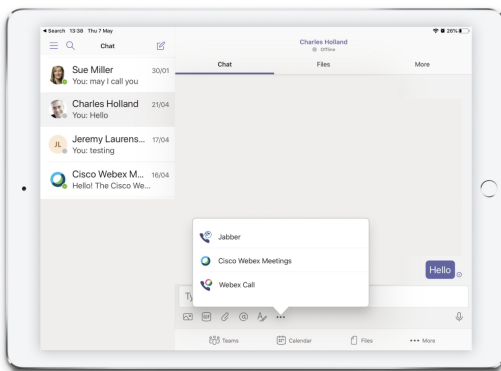 Search 13:38 Thu 7 May
26%
Chat
Charles Holland
Offline
Chat Files More
Sue Miller 30/01
You: may I call you
Charles Holland 21/04
You: Hello
JL
Jeremy Laurens... 17/04
You: testing
Cisco Webex M... 16/04
Hello! The Cisco We...
Jabber
Cisco Webex Meetings
Webex Call
Hello
Ty
GIF
Teams Calendar Files More